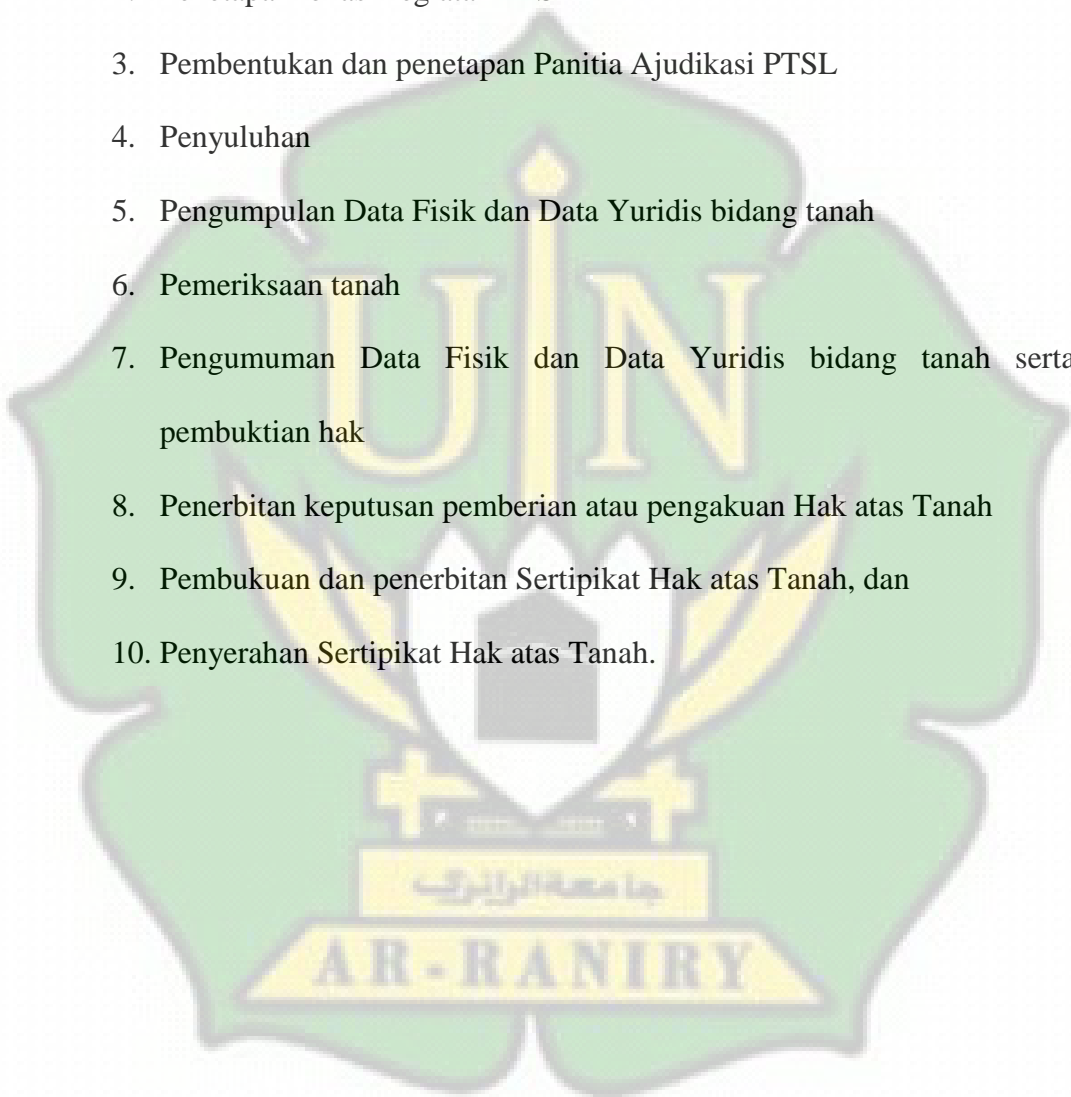 3. Pembentukan dan penetapan Panitia Ajudikasi PTSL
4. Penyuluhan
5. Pengumpulan Data Fisik dan Data Yuridis bidang tanah
6. Pemeriksaan tanah
7. Pengumuman Data Fisik dan Data Yuridis bidang tanah serta
pembuktian hak
8. Penerbitan keputusan pemberian atau pengakuan Hak atas Tanah
9. Pembukuan dan penerbitan Sertipikat Hak atas Tanah, dan
10. Penyerahan Sertipikat Hak atas Tanah.
UIN
جامعة الرانري
AR-RANIRY